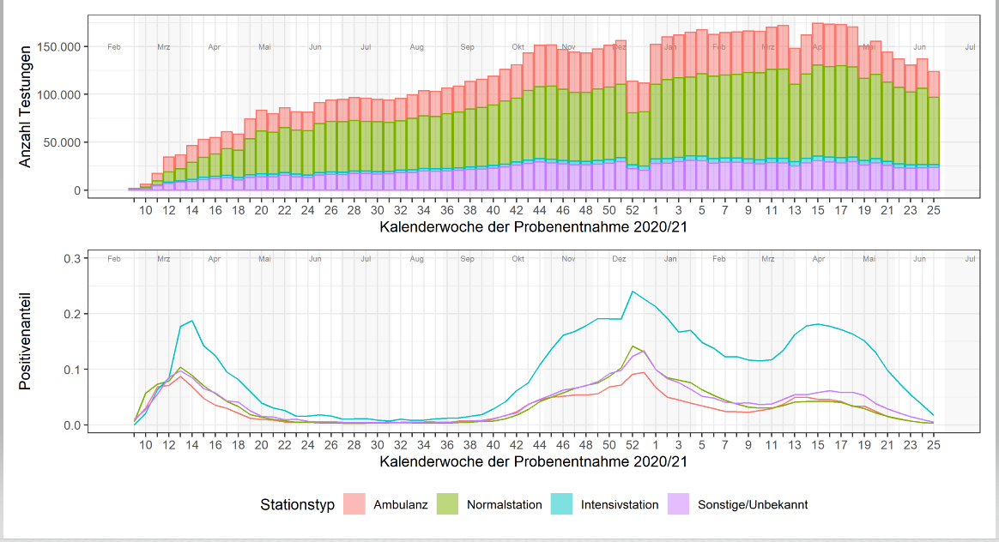 Anzahl Testungen
150.000
100.000
50.000
0
Feb Mrz Apr Mai Jun Jul Aug Sep Okt Nov Dez Jan Feb Mrz Apr Mai Jun Jul
10 12 14 16 18 20 22 24 26 28 30 32 34 36 38 40 42 44 46 48 50 52 1 3 5 7 9 11 13 15 17 19 21 23 25
Kalenderwoche der Probenentnahme 2020/21
Positivenanteil
0.3
0.2
0.1
0.0
Feb Mrz Apr Mai Jun Jul Aug Sep Okt Nov Dez Jan Feb Mrz Apr Mai Jun Jul
10 12 14 16 18 20 22 24 26 28 30 32 34 36 38 40 42 44 46 48 50 52 1 3 5 7 9 11 13 15 17 19 21 23 25
Kalenderwoche der Probenentnahme 2020/21
Stationstyp Ambulanz Normalstation Intensivstation Sonstige/Unbekannt